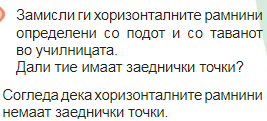 Замисли ги хоризонталните рамнини
определени со подот и со таванот
во училницата.
Дали тие имаат заеднички точки?
Согледа дека хоризонталните рамнини
немаат заеднички точки.